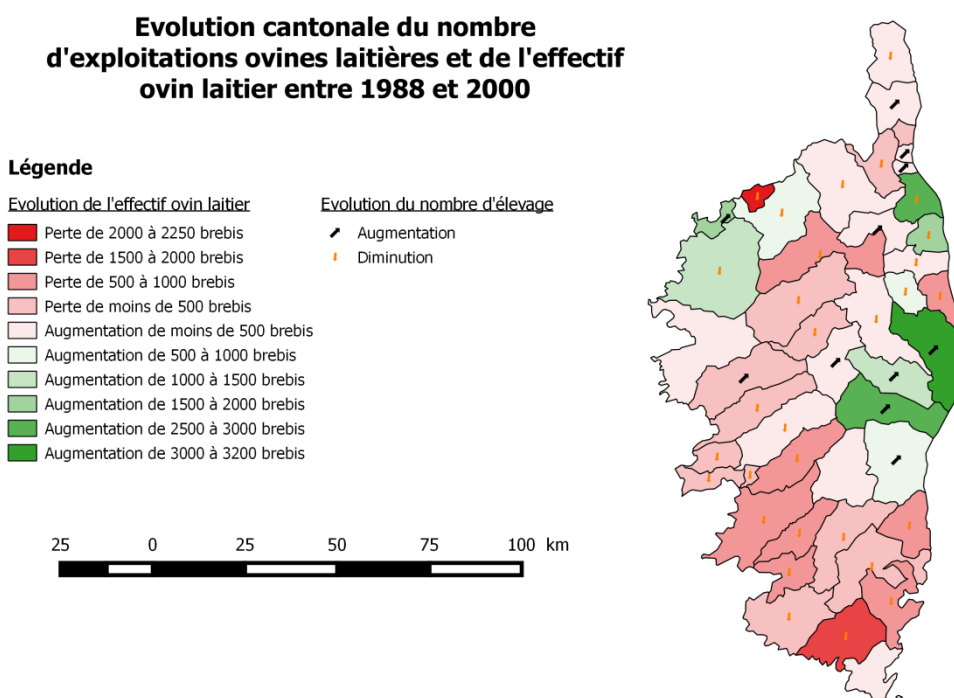 Evolution cantonale du nombre
d'exploitations ovines laitières et de l'effectif
ovin laitier entre 1988 et 2000
Légende
Evolution de l'effectif ovin laitier
Perte de 2000 à 2250 brebis
Perte de 1500 à 2000 brebis
Perte de 500 à 1000 brebis
Perte de moins de 500 brebis
Augmentation de moins de 500 brebis
Augmentation de 500 à 1000 brebis
Augmentation de 1000 à 1500 brebis
Augmentation de 1500 à 2000 brebis
Augmentation de 2500 à 3000 brebis
Augmentation de 3000 à 3200 brebis
Evolution du nombre d'élevage
Augmentation
Diminution
25 0 25 50 75 100 km